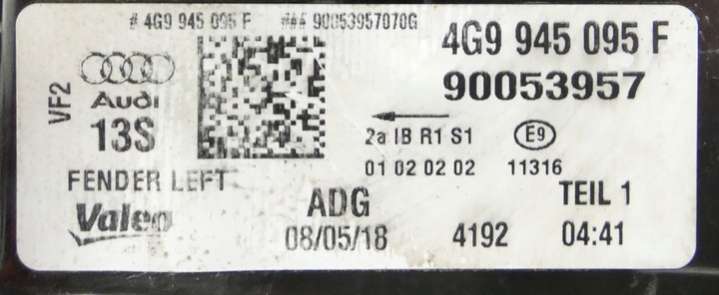 # 4G9 945 095 F ### 90053957070G
4G9 945 095 F
90053957
VF2
Audi
13S
2a IB R1 S1 E9
01 02 02 02 11316
FENDER LEFT
TEIL 1
Valeo
ADG
08/05/18 4192 04:41